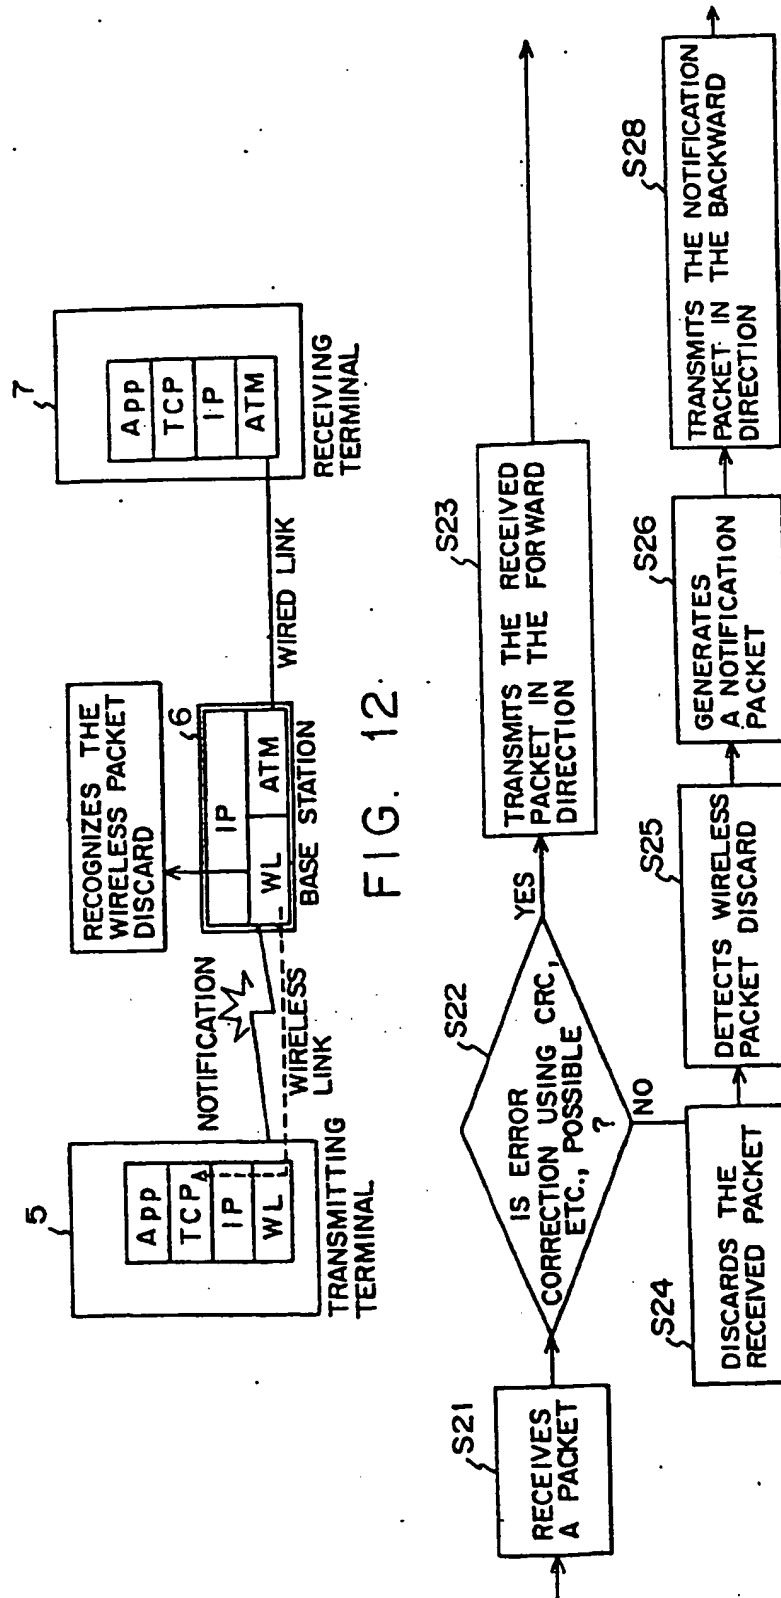 5
App
TCP
IP
WL
TRANSMITTING
TERMINAL
NOTIFICATION
WIRELESS
LINK
RECOGNIZES THE
WIRELESS PACKET
DISCARD
6
IP
WL
ATM
BASE STATION
WIRED LINK
7
App
TCP
IP
ATM
RECEIVING
TERMINAL
FIG. 12
S21
RECEIVES
A PACKET
S22
IS ERROR
CORRECTION USING CRC,
ETC., POSSIBLE
?
YES
NO
S23
TRANSMITS THE RECEIVED
PACKET IN THE FORWARD
DIRECTION
S24
DISCARDS THE
RECEIVED PACKET
S25
DETECTS WIRELESS
PACKET DISCARD
S26
GENERATES
A NOTIFICATION
PACKET
S28
TRANSMITS THE NOTIFICATION
PACKET IN THE BACKWARD
DIRECTION